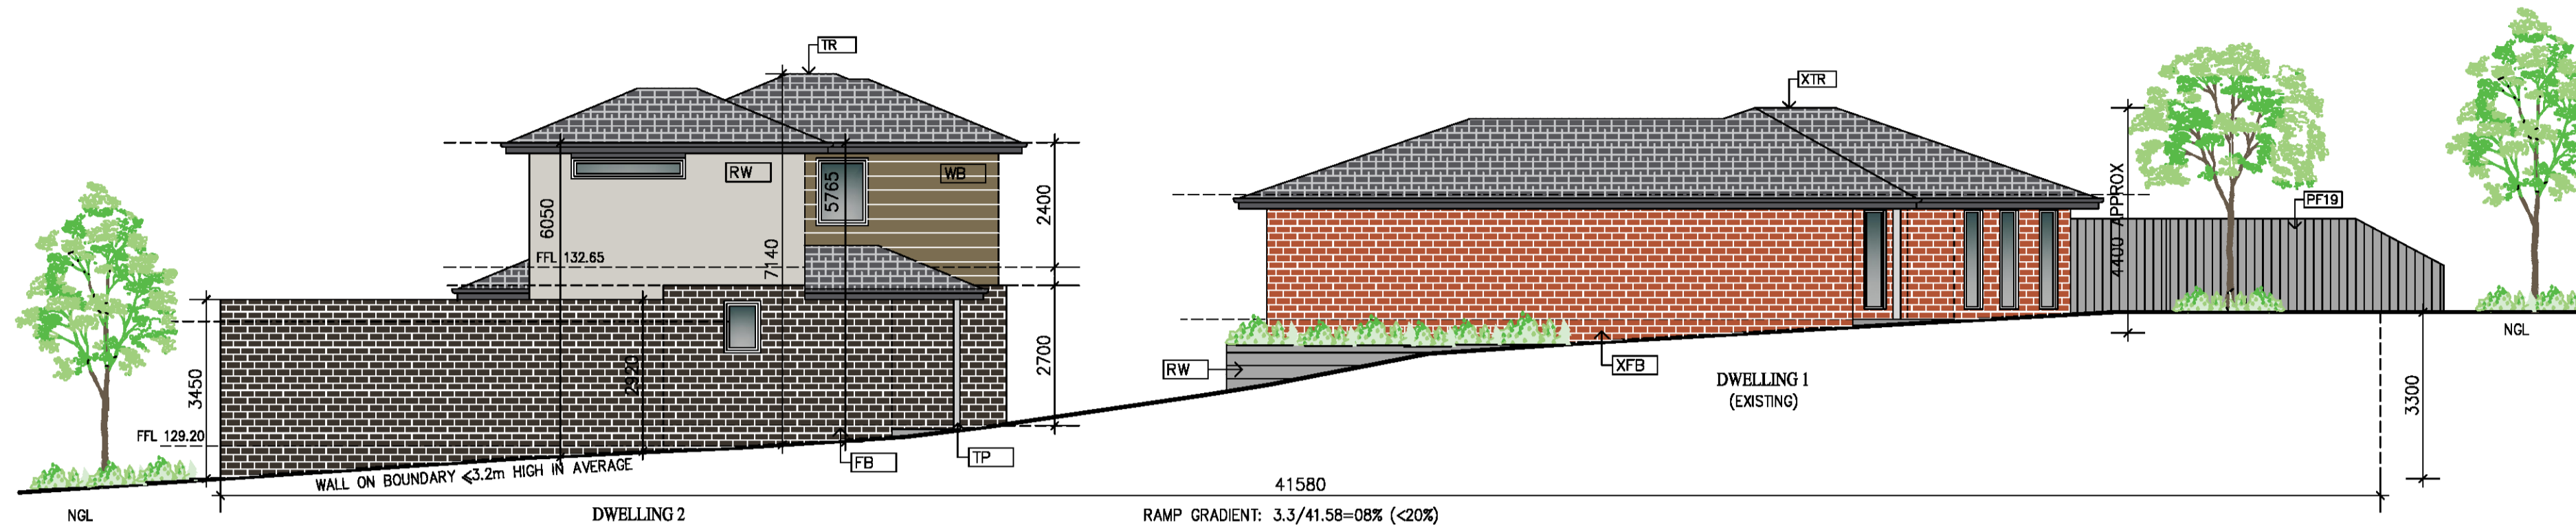 TR
XTR
RW
WB
5765
6050
2400
7140
4400 APPROX
PF19
FFL 132.65
3450
2920
2700
RW
XFB
DWELLING 1
(EXISTING)
3300
NGL
FFL 129.20
FB
TP
WALL ON BOUNDARY <3.2m HIGH IN AVERAGE
41580
NGL
DWELLING 2
RAMP GRADIENT: 3.3/41.58=08% (<20%)